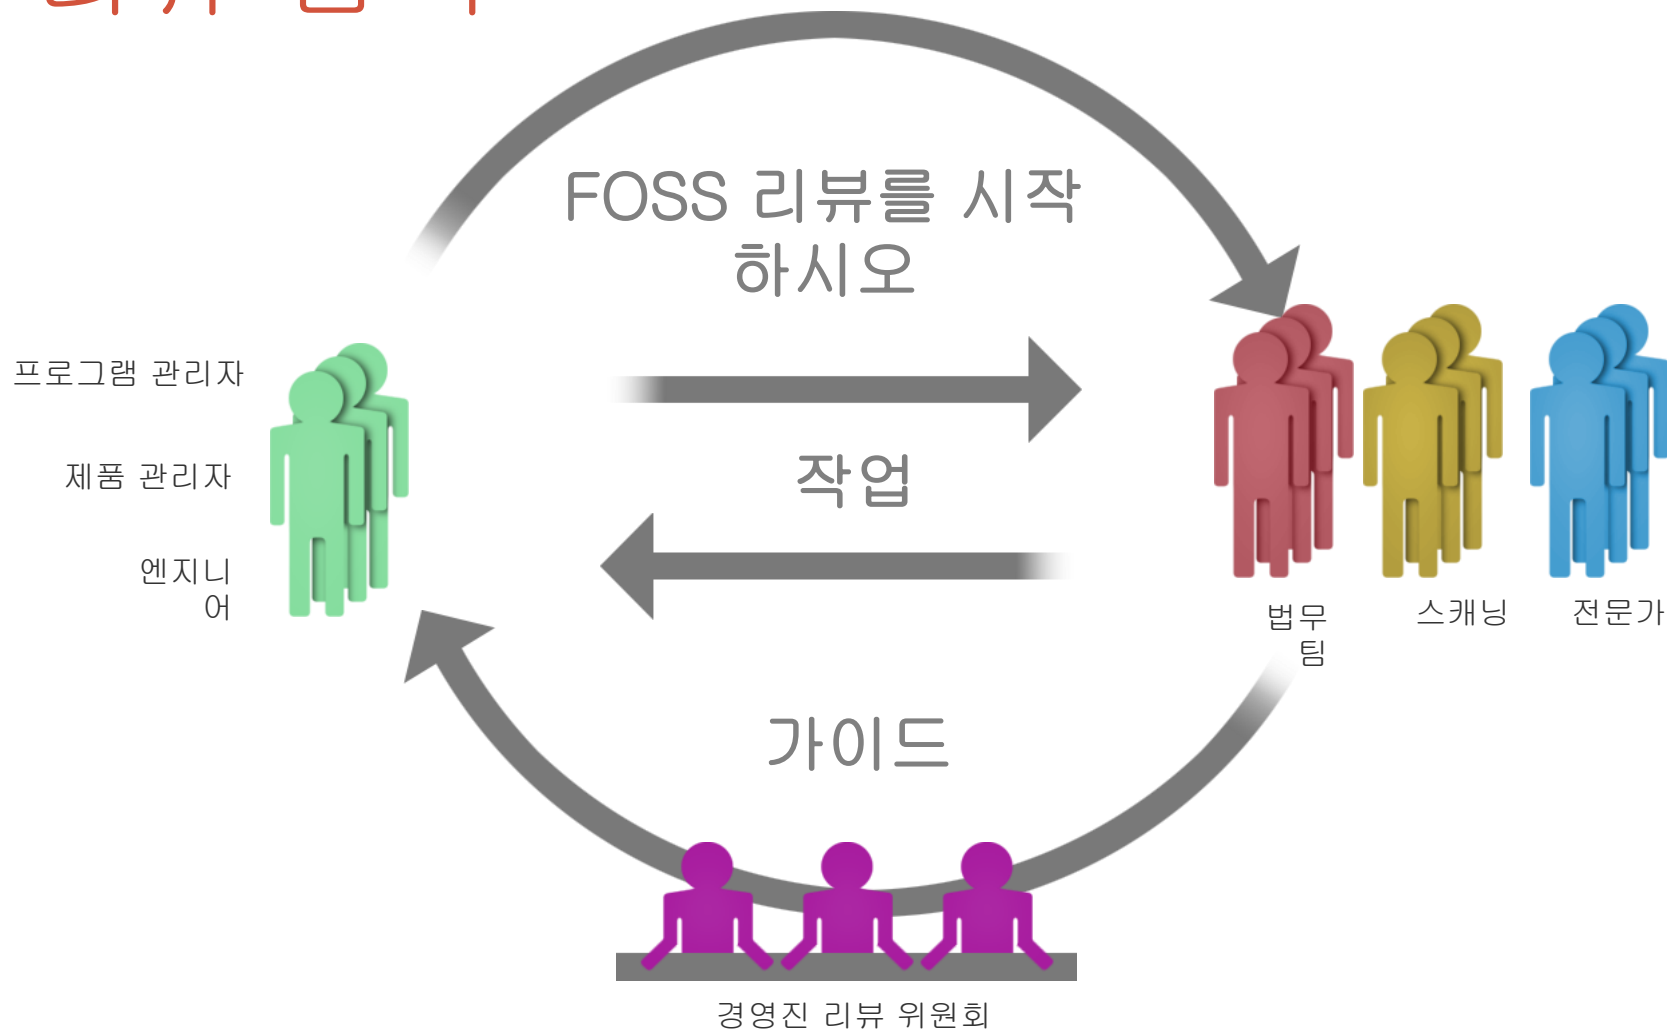 FOSS 리뷰를 시작
하시오
프로그램 관리자
제품 관리자
엔지니
어
작업
법무
팀
스캐닝
전문가
가이드
경영진 리뷰 위원회